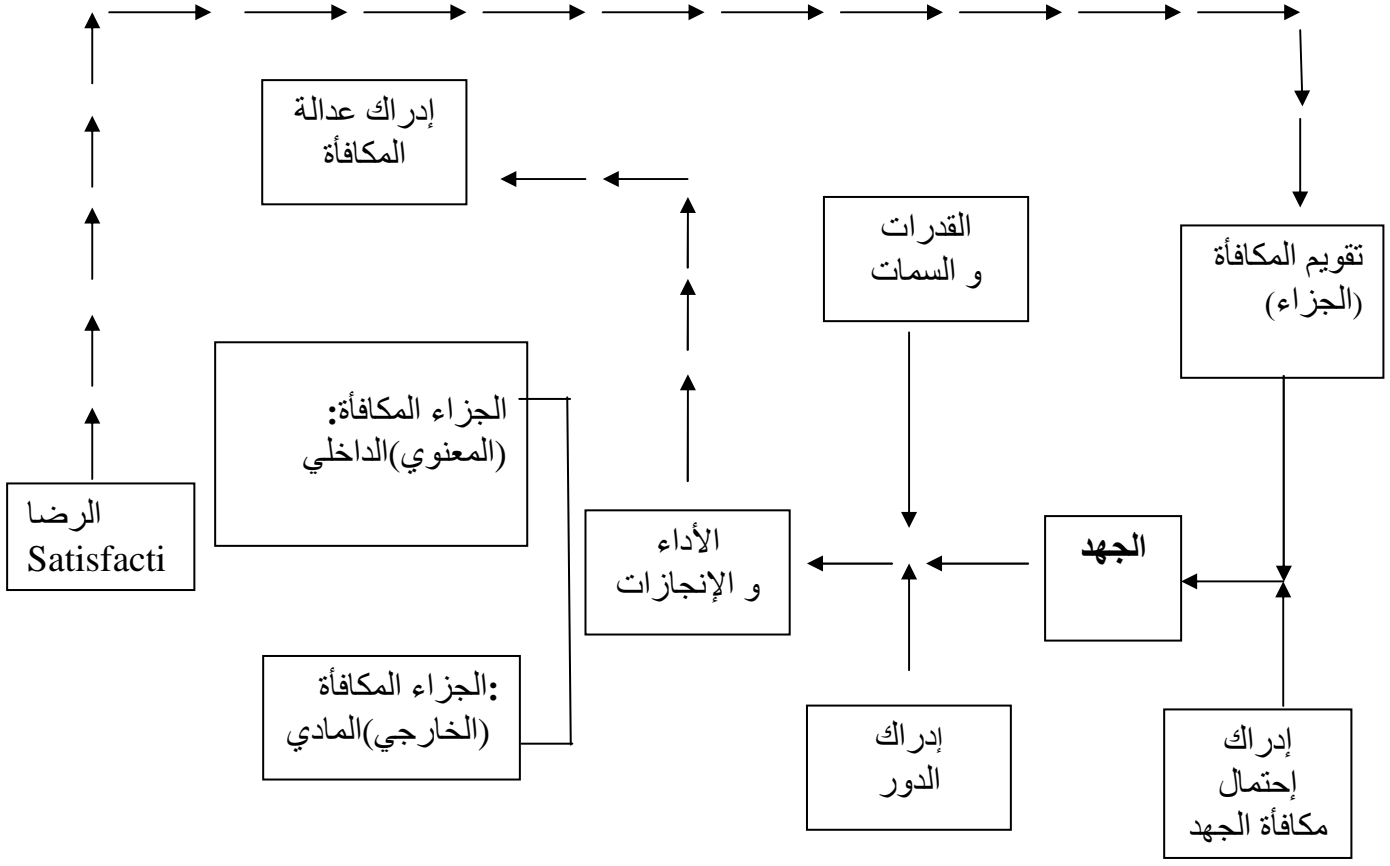 إدراك عدالة
المكافأة
القدرات
و السمات
تقويم المكافأة
(الجزاء)
الجزاء المكافأة:
(المعنوي)الداخلي
الرضا
Satisfacti
الأداء
و الإنجازات
الجهد
:الجزاء المكافأة
(الخارجي)المادي
إدراك
الدور
إدراك
إحتمال
مكافأة الجهد